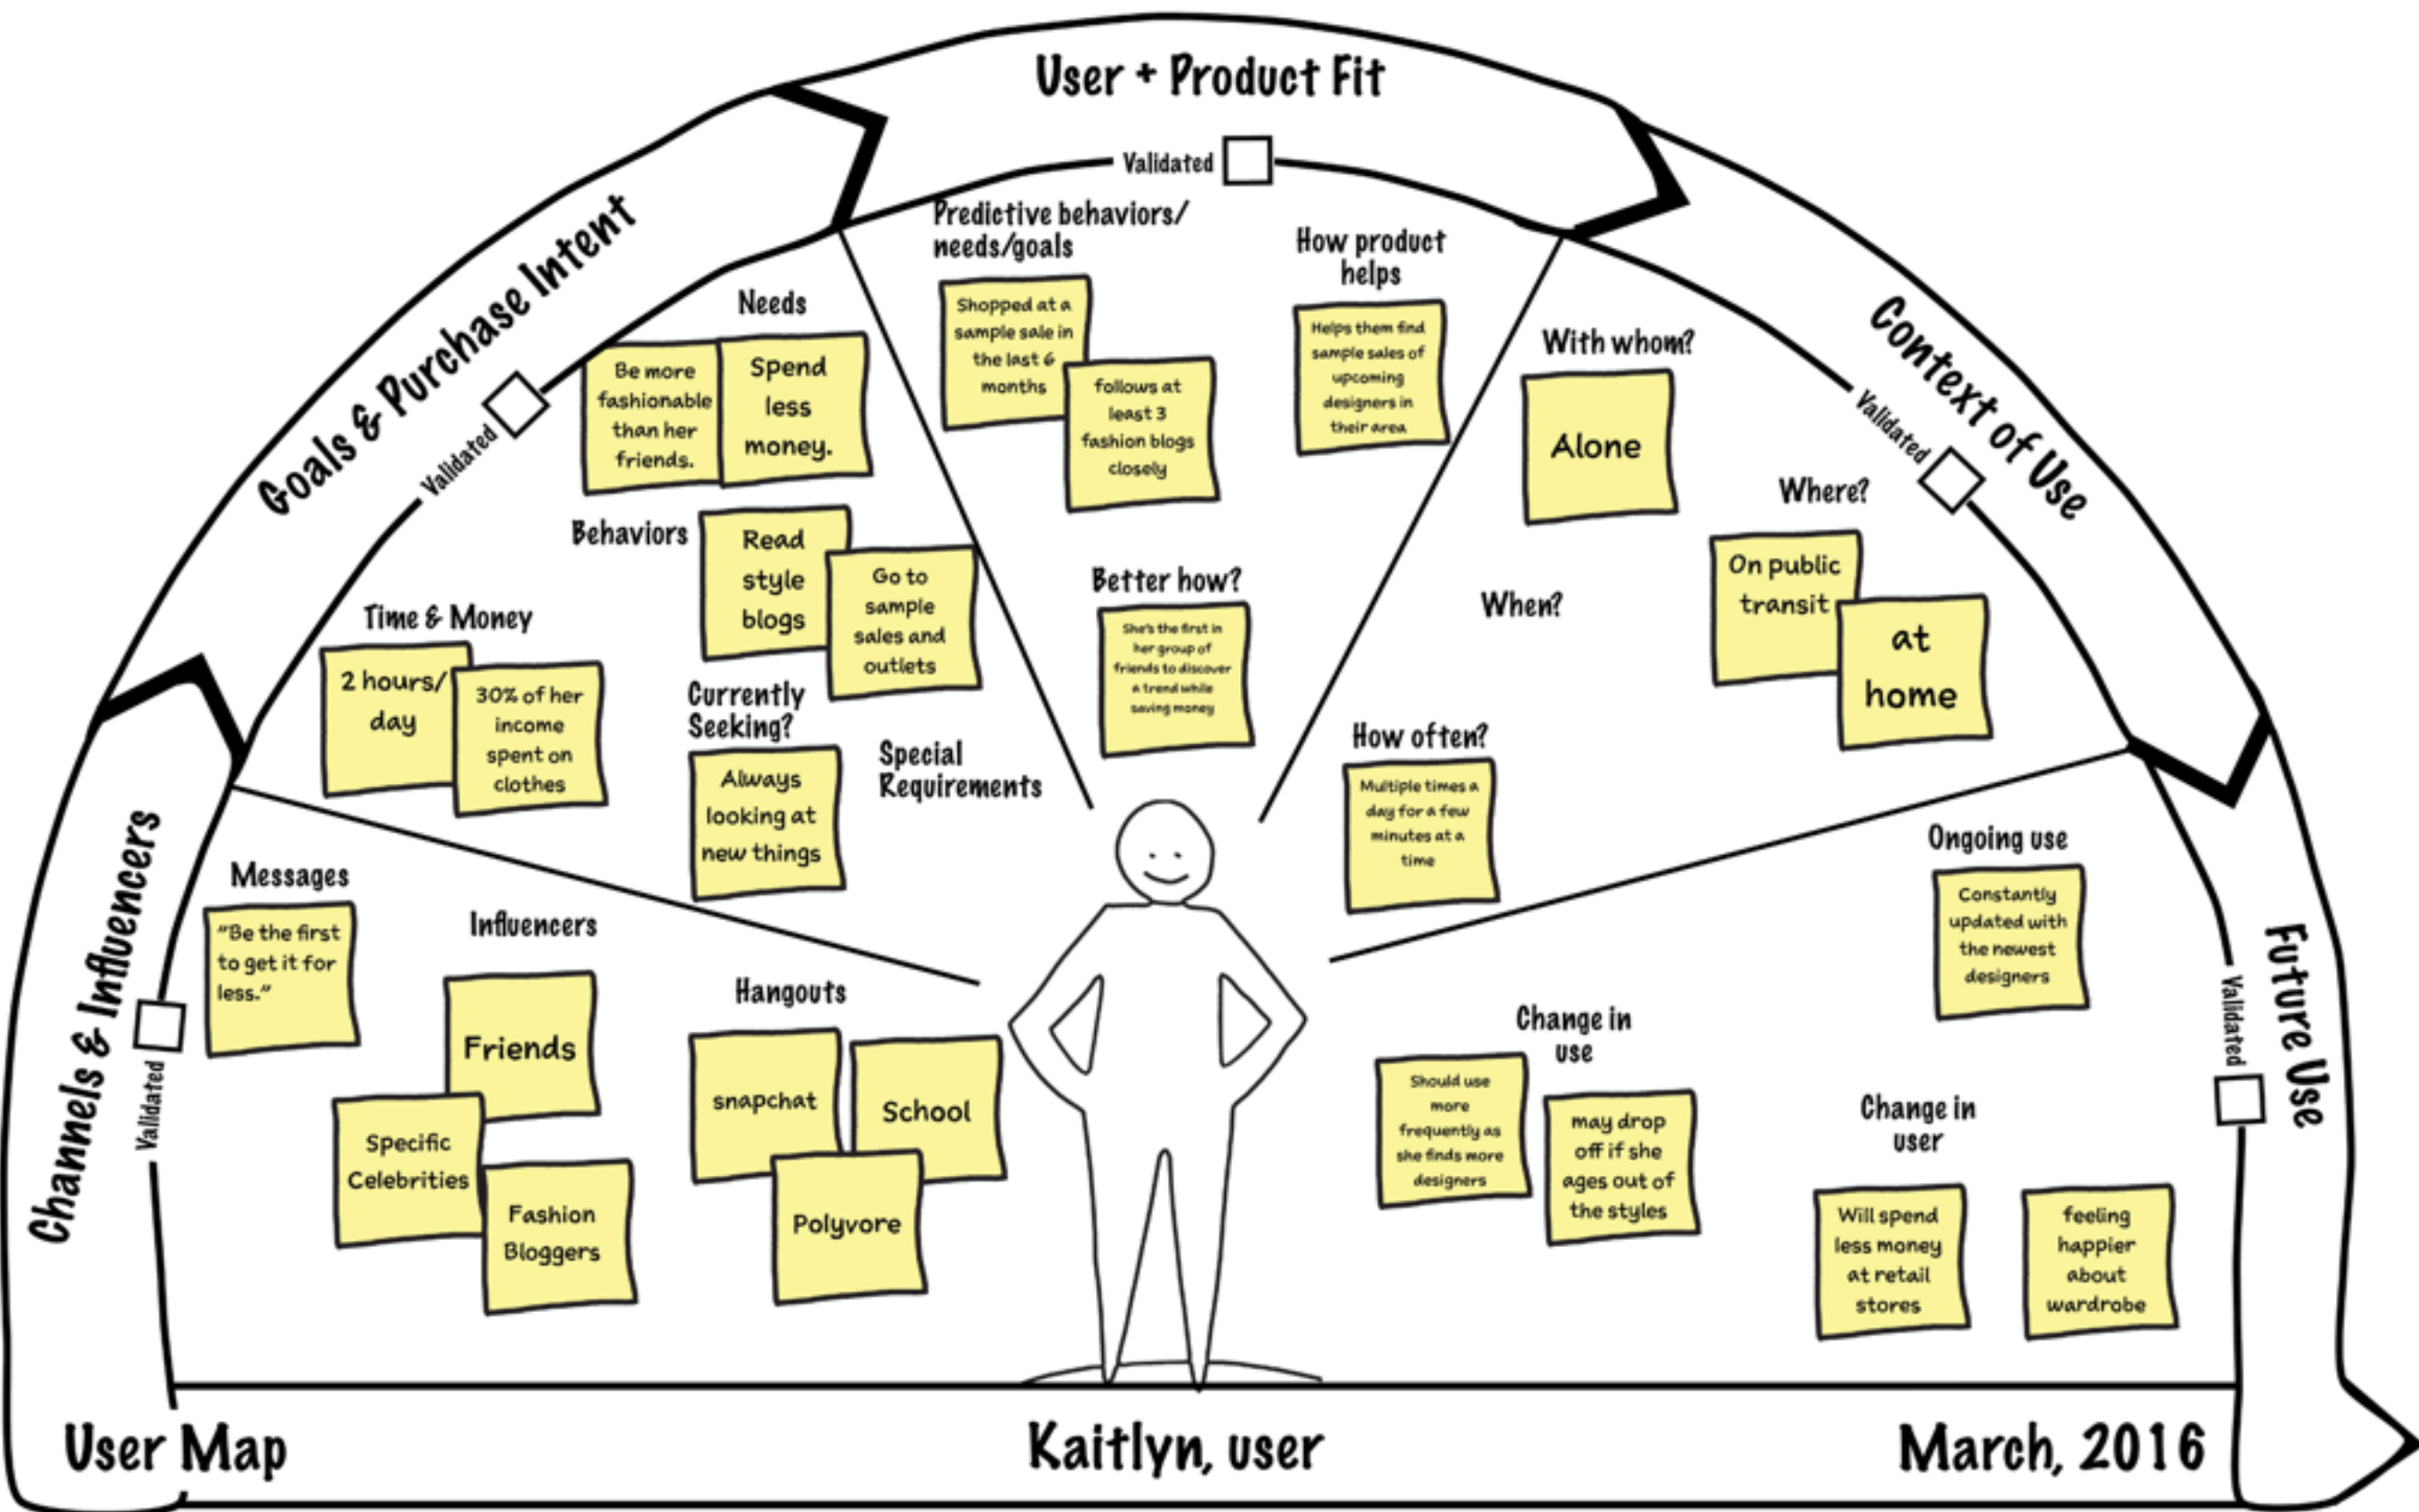 User + Product Fit
Validated
Goals & Purchase Intent
Validated
Context of Use
Validated
Channels & Influencers
Validated
Future Use
Validated
Predictive behaviors/
needs/goals
Shopped at a
sample sale in
the last 6
months
follows at
least 3
fashion blogs
closely
How product
helps
Helps them find
sample sales of
upcoming
designers in
their area
Better how?
She's the first in
her group of
friends to discover
a trend while
saving money
Needs
Be more
fashionable
than her
friends.
Spend
less
money.
Behaviors
Read
style
blogs
Go to
sample
sales and
outlets
Time & Money
2 hours/
day
30% of her
income
spent on
clothes
Currently
Seeking?
Always
looking at
new things
Special
Requirements
With whom?
Alone
Where?
On public
transit
at
home
When?
How often?
Multiple times a
day for a few
minutes at a
time
Messages
"Be the first
to get it for
less."
Influencers
Friends
Specific
Celebrities
Fashion
Bloggers
Hangouts
snapchat
School
Polyvore
Ongoing use
Constantly
updated with
the newest
designers
Change in
use
Should use
more
frequently as
she finds more
designers
may drop
off if she
ages out of
the styles
Change in
user
Will spend
less money
at retail
stores
feeling
happier
about
wardrobe
User Map
Kaitlyn, user
March, 2016